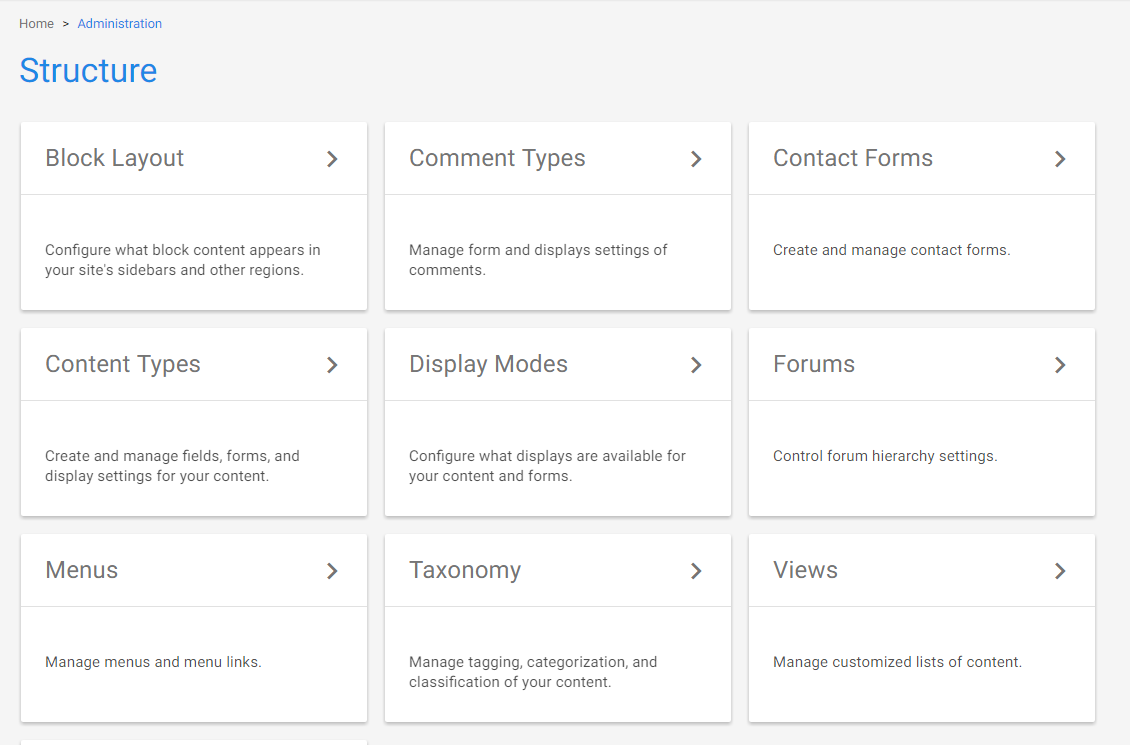 Home > Administration
Structure
Block Layout
Configure what block content appears in
your site's sidebars and other regions.
Comment Types
Manage form and displays settings of
comments.
Contact Forms
Create and manage contact forms.
Content Types
Create and manage fields, forms, and
display settings for your content.
Display Modes
Configure what displays are available for
your content and forms.
Forums
Control forum hierarchy settings.
Menus
Manage menus and menu links.
Taxonomy
Manage tagging, categorization, and
classification of your content.
Views
Manage customized lists of content.